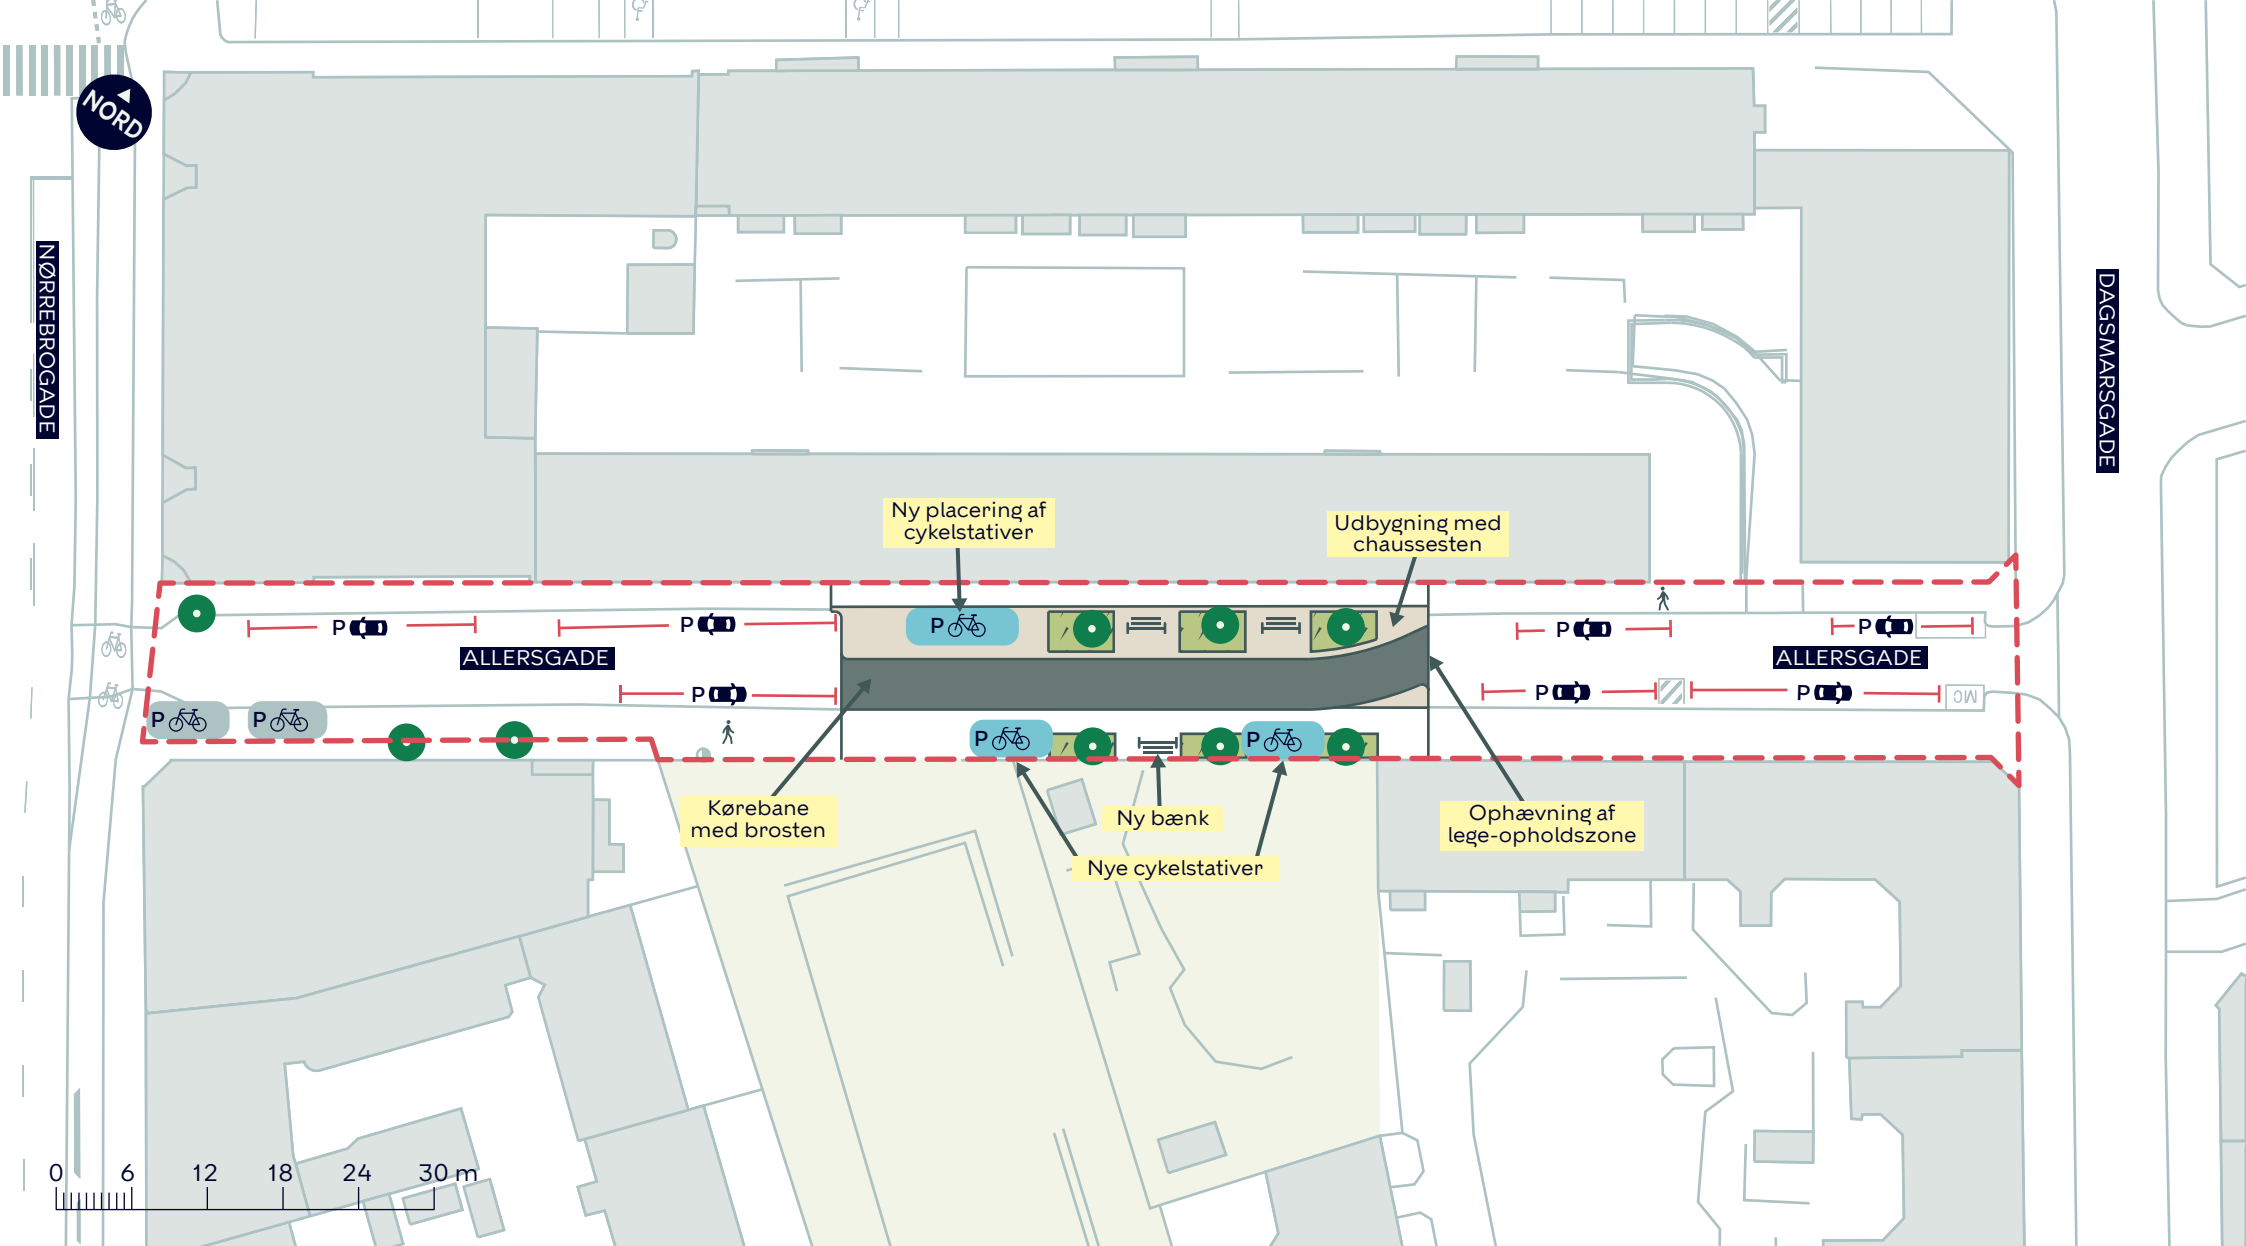 NORD
NØRREBROGADE
DAGSMARSGADE
Ny placering af
cykelstativer
Udbygning med
chaussesten
P
P
P
P
P
ALLERSGADE
ALLERSGADE
P
P
P
MC
P
P
P
P
Kørebane
med brosten
Ny bænk
Nye cykelstativer
Ophævning af
lege-opholdszone
0 6 12 18 24 30 m